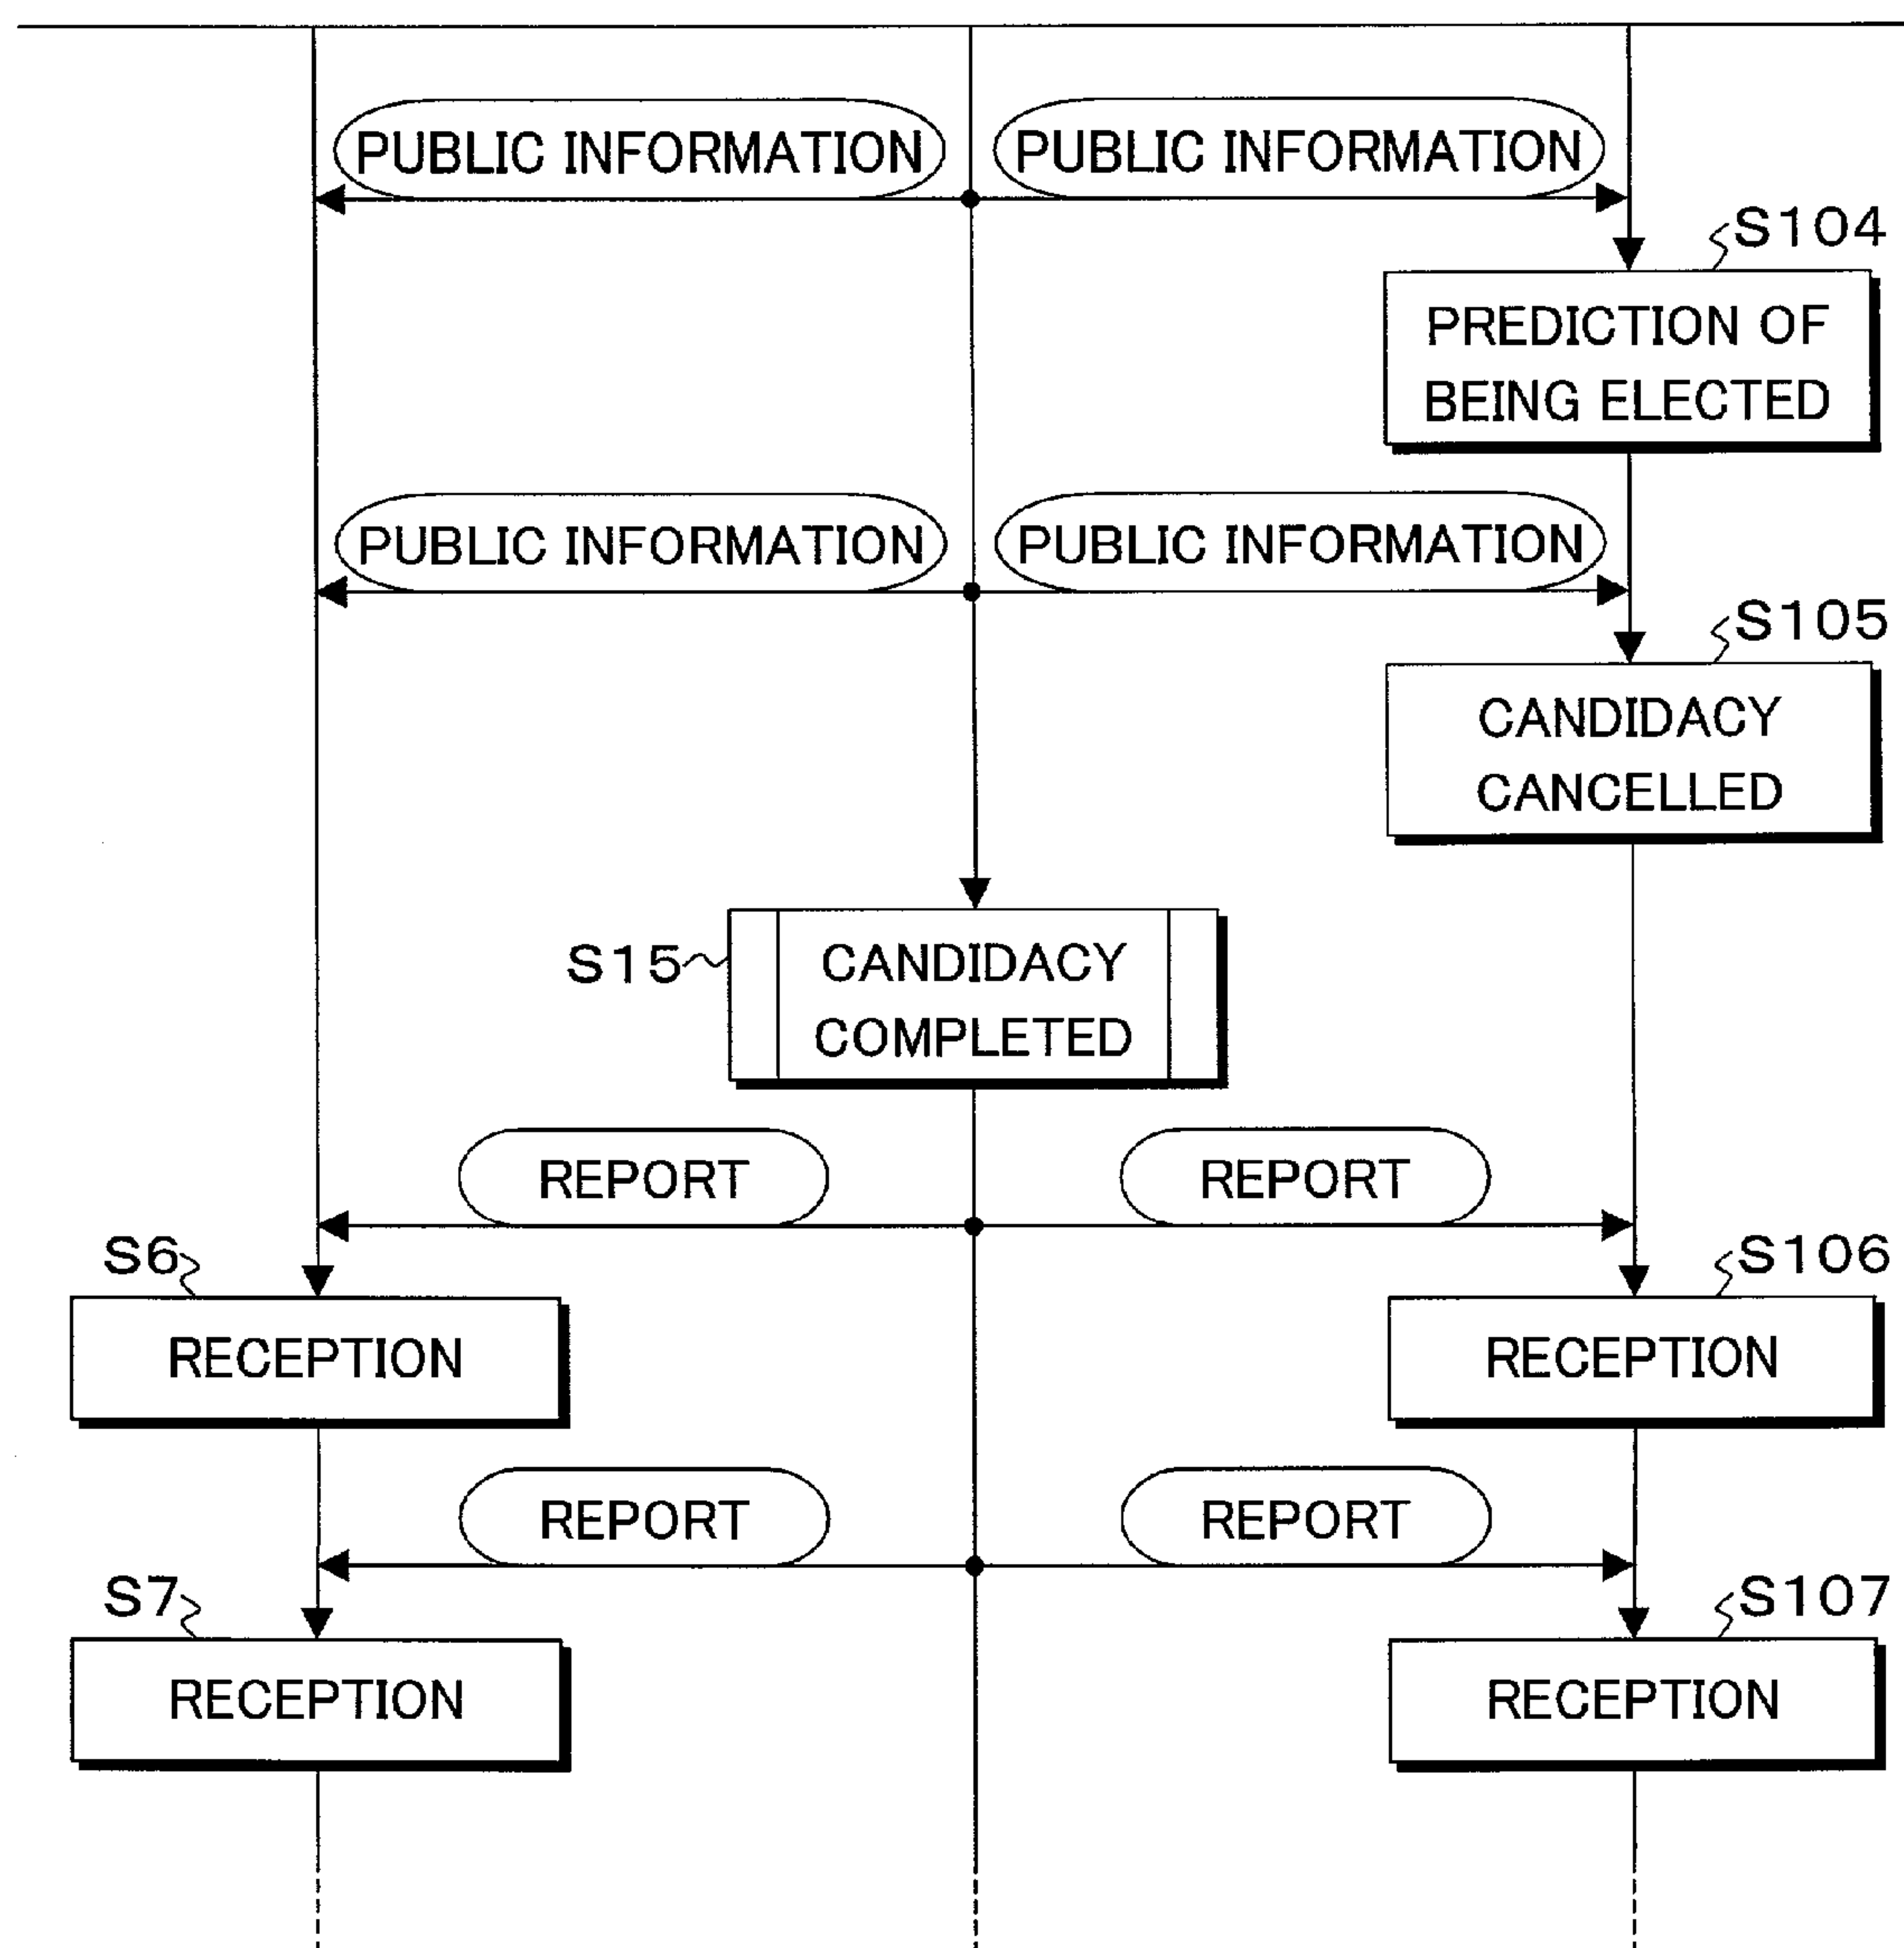 PUBLIC INFORMATION
PUBLIC INFORMATION
S104
PREDICTION OF
BEING ELECTED
PUBLIC INFORMATION
PUBLIC INFORMATION
S105
CANDIDACY
CANCELLED
S15
CANDIDACY
COMPLETED
REPORT
REPORT
S6
S106
RECEPTION
RECEPTION
REPORT
REPORT
S7
S107
RECEPTION
RECEPTION